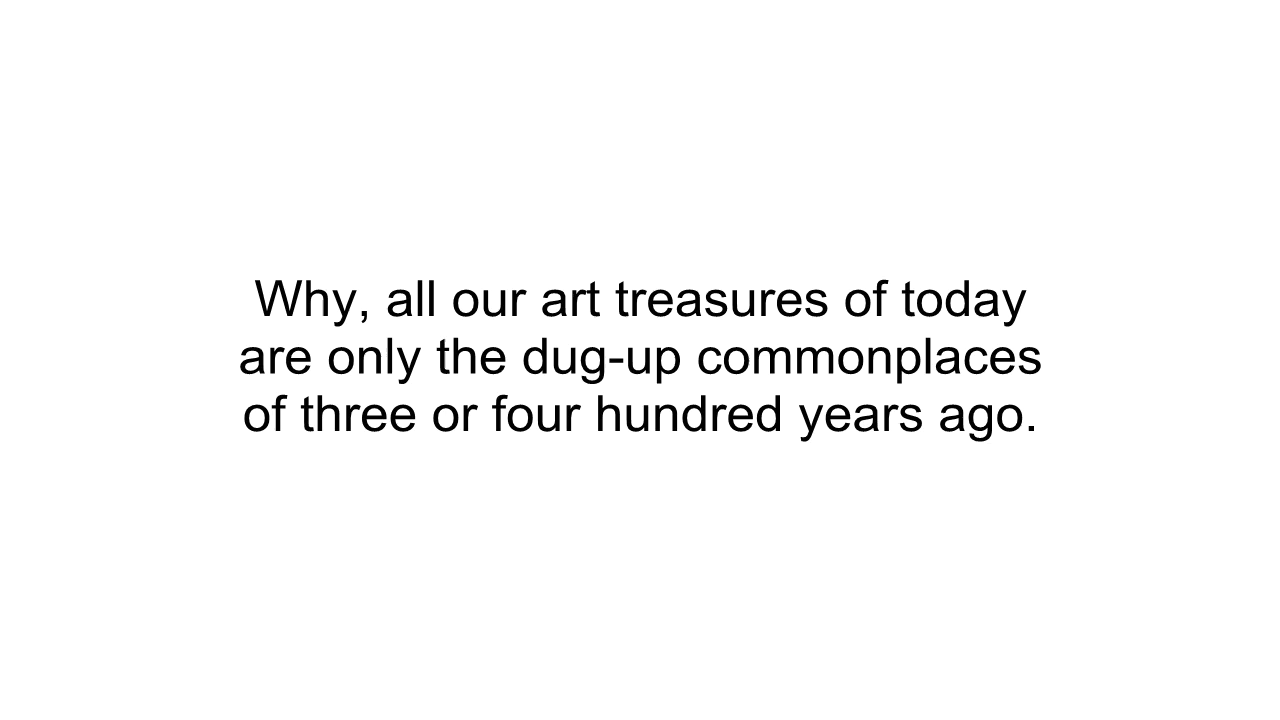 Why, all our art treasures of today
are only the dug-up commonplaces
of three or four hundred years ago.